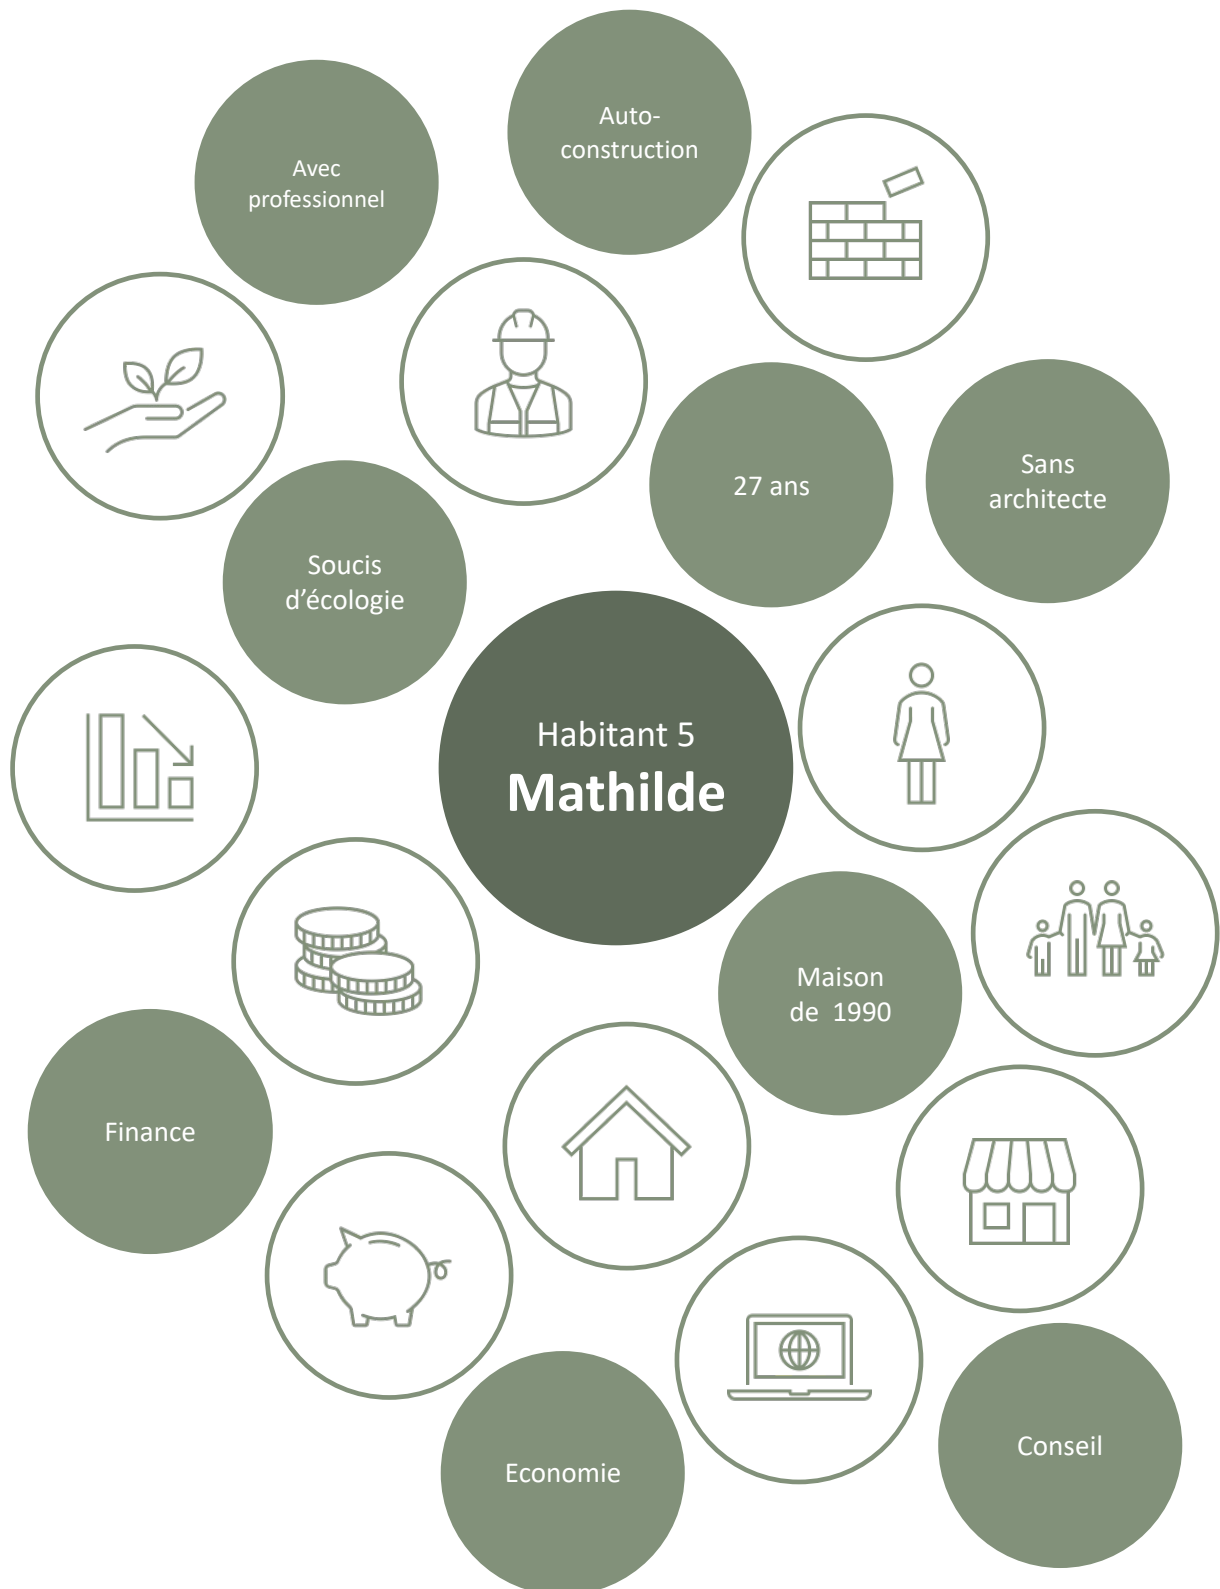 Auto-
construction
Avec
professionnel
27 ans
Sans
architecte
Soucis
d’écologie
Habitant 5
Mathilde
Maison
de 1990
Finance
Conseil
Economie